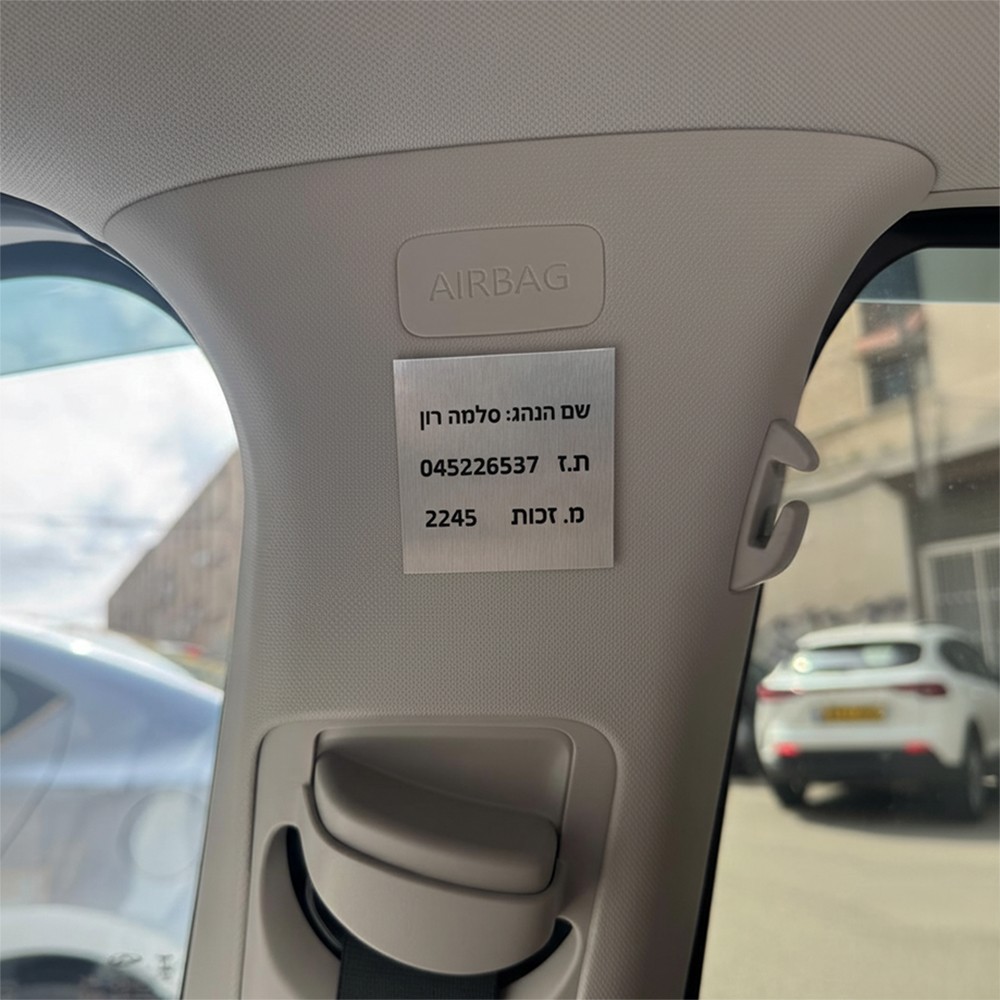 AIRBAG
שם הנהג: סלמה רון
ת.ז 045226537
מ. זכות 2245